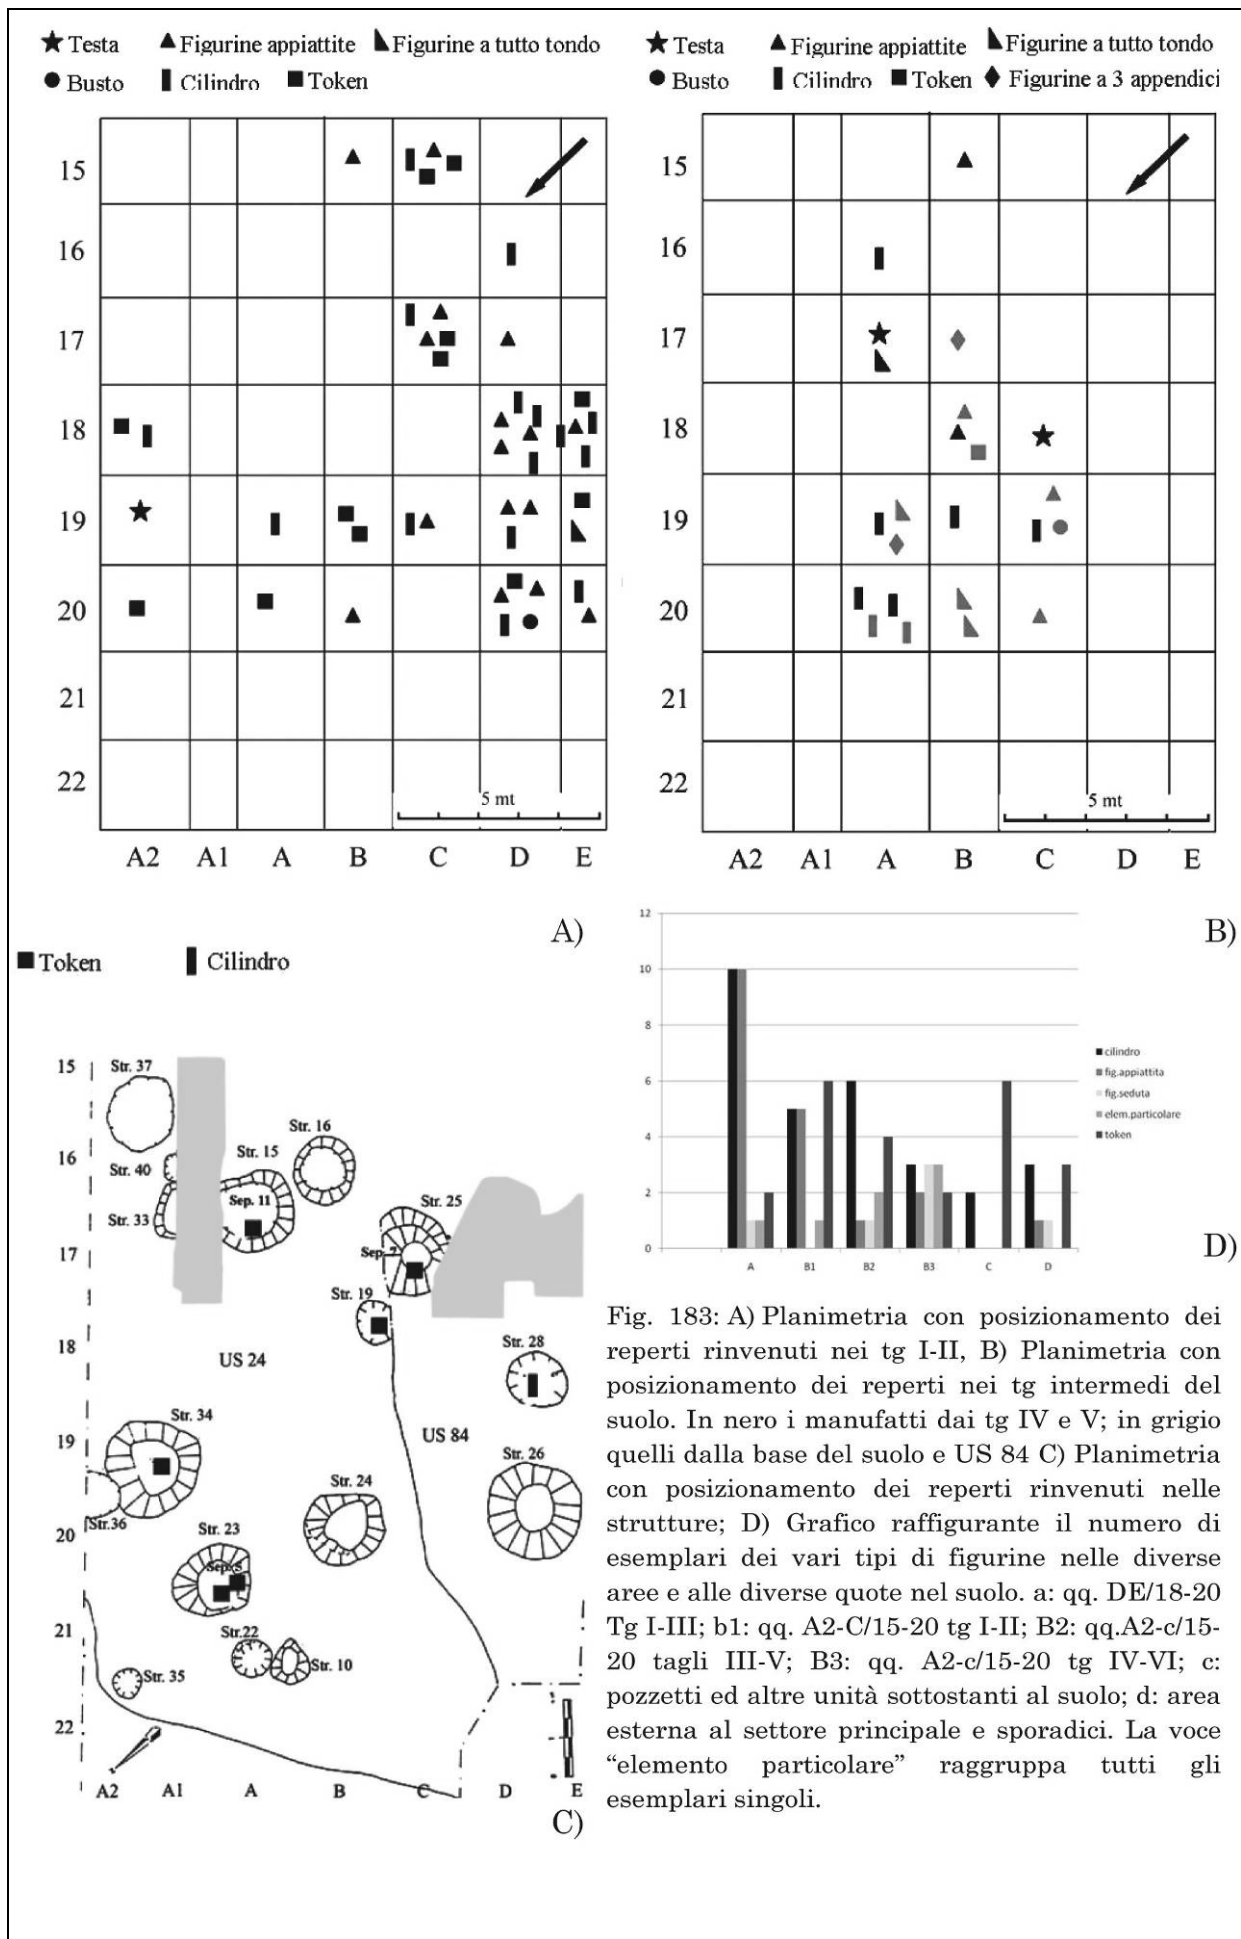 Testa Figurine appiattite Figurine a tutto tondo
Busto Cilindro Token
15
16
17
18
19
20
21
22
5 mt
A2 A1 A B C D E
A)
Testa Figurine appiattite Figurine a tutto tondo
Busto Cilindro Token Figurine a 3 appendici
15
16
17
18
19
20
21
22
5 mt
A2 A1 A B C D E
B)
Token Cilindro
15 Str. 37
Str. 16
16 Str. 40 Str. 15
Sep. 11 Str. 25
Str. 33
17 Sep. 7
Str. 19
18 US 24 Str. 28
Str. 34
19 US 84 Str. 26
Str. 24
Str.36
20 Str. 23
Sep. 5
21 Str.22
Str. 10
Str. 35
22
A2 A1 A B C D E
C)
12
10
8
6
4
2
0
A B1 B2 B3 C D
cilindro
fig.appiattita
fig.seduta
elem.particolare
token
D)
Fig. 183: A) Planimetria con posizionamento dei
reperti rinvenuti nei tg I-II, B) Planimetria con
posizionamento dei reperti nei tg intermedi del
suolo. In nero i manufatti dai tg IV e V; in grigio
quelli dalla base del suolo e US 84 C) Planimetria
con posizionamento dei reperti rinvenuti nelle
strutture; D) Grafico raffigurante il numero di
esemplari dei vari tipi di figurine nelle diverse
aree e alle diverse quote nel suolo. a: qq. DE/18-20
Tg I-III; b1: qq. A2-C/15-20 tg I-II; B2: qq.A2-c/15-
20 tagli III-V; B3: qq. A2-c/15-20 tg IV-VI; c:
pozzetti ed altre unità sottostanti al suolo; d: area
esterna al settore principale e sporadici. La voce
“elemento particolare” raggruppa tutti gli
esemplari singoli.